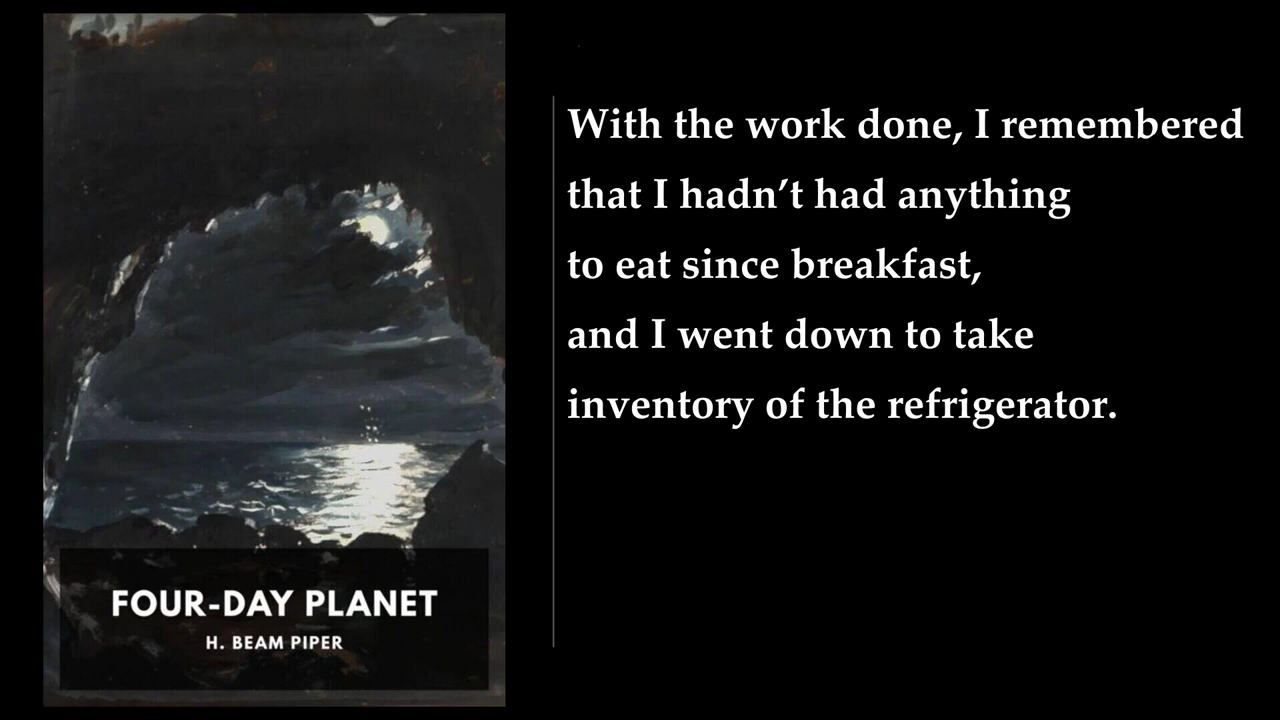 With the work done, I remembered
that I hadn’t had anything
to eat since breakfast,
and I went down to take
inventory of the refrigerator.
FOUR-DAY PLANET
H. BEAM PIPER